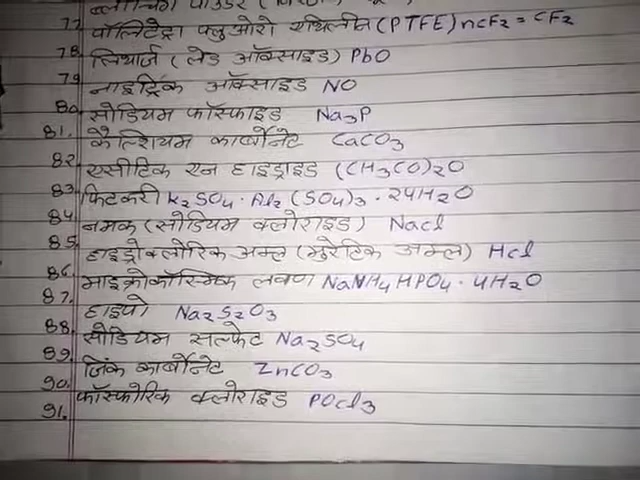 ब्लीचिंग पाउडर
77. पॉलिटेट्रा फ्लुओरो एथिलीन (PTFE) nCF2 = CF2
78. लिथार्ज (लेड ऑक्साइड) PbO
79. नाइट्रिक ऑक्साइड NO
80. सोडियम फॉस्फाइड Na3P
81. कैल्शियम कार्बोनेट CaCO3
82. एसीटिक एन हाइड्राइड (CH3CO)2O
83. फिटकरी K2SO4 · Al2 (SO4)3 · 24H2O
84. नमक (सोडियम क्लोराइड) NaCl
85. हाइड्रोक्लोरिक अम्ल (मुरेटिक अम्ल) HCl
86. माइक्रोकॉस्मिक लवण NaNH4HPO4 · 4H2O
87. हाइपो Na2S2O3
88. सोडियम सल्फेट Na2SO4
89. जिंक कार्बोनेट ZnCO3
90. फॉस्फोरिक क्लोराइड POCl3
91.